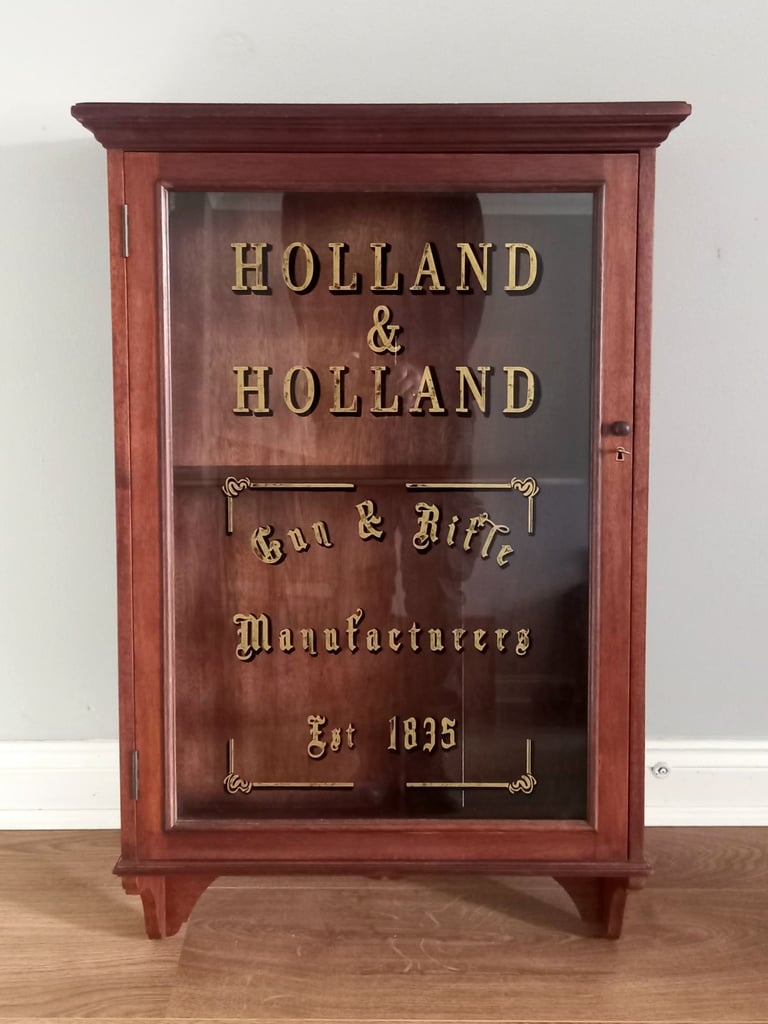 HOLLAND
&
HOLLAND
Gun & Rifle
Manufacturers
Est 1835